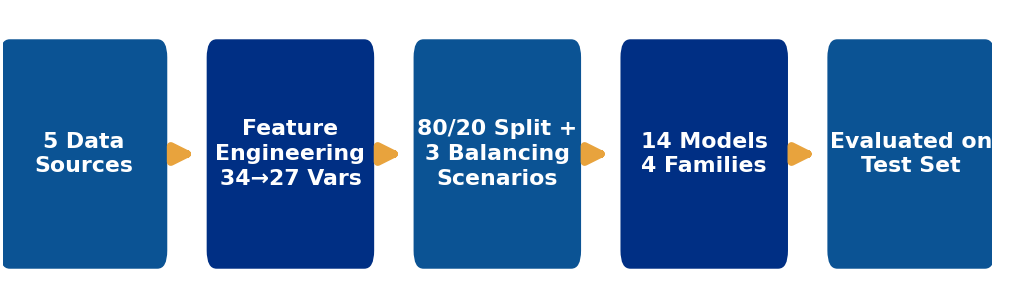 5 Data
Sources
Feature
Engineering
34→27 Vars
80/20 Split +
3 Balancing
Scenarios
14 Models
4 Families
Evaluated on
Test Set